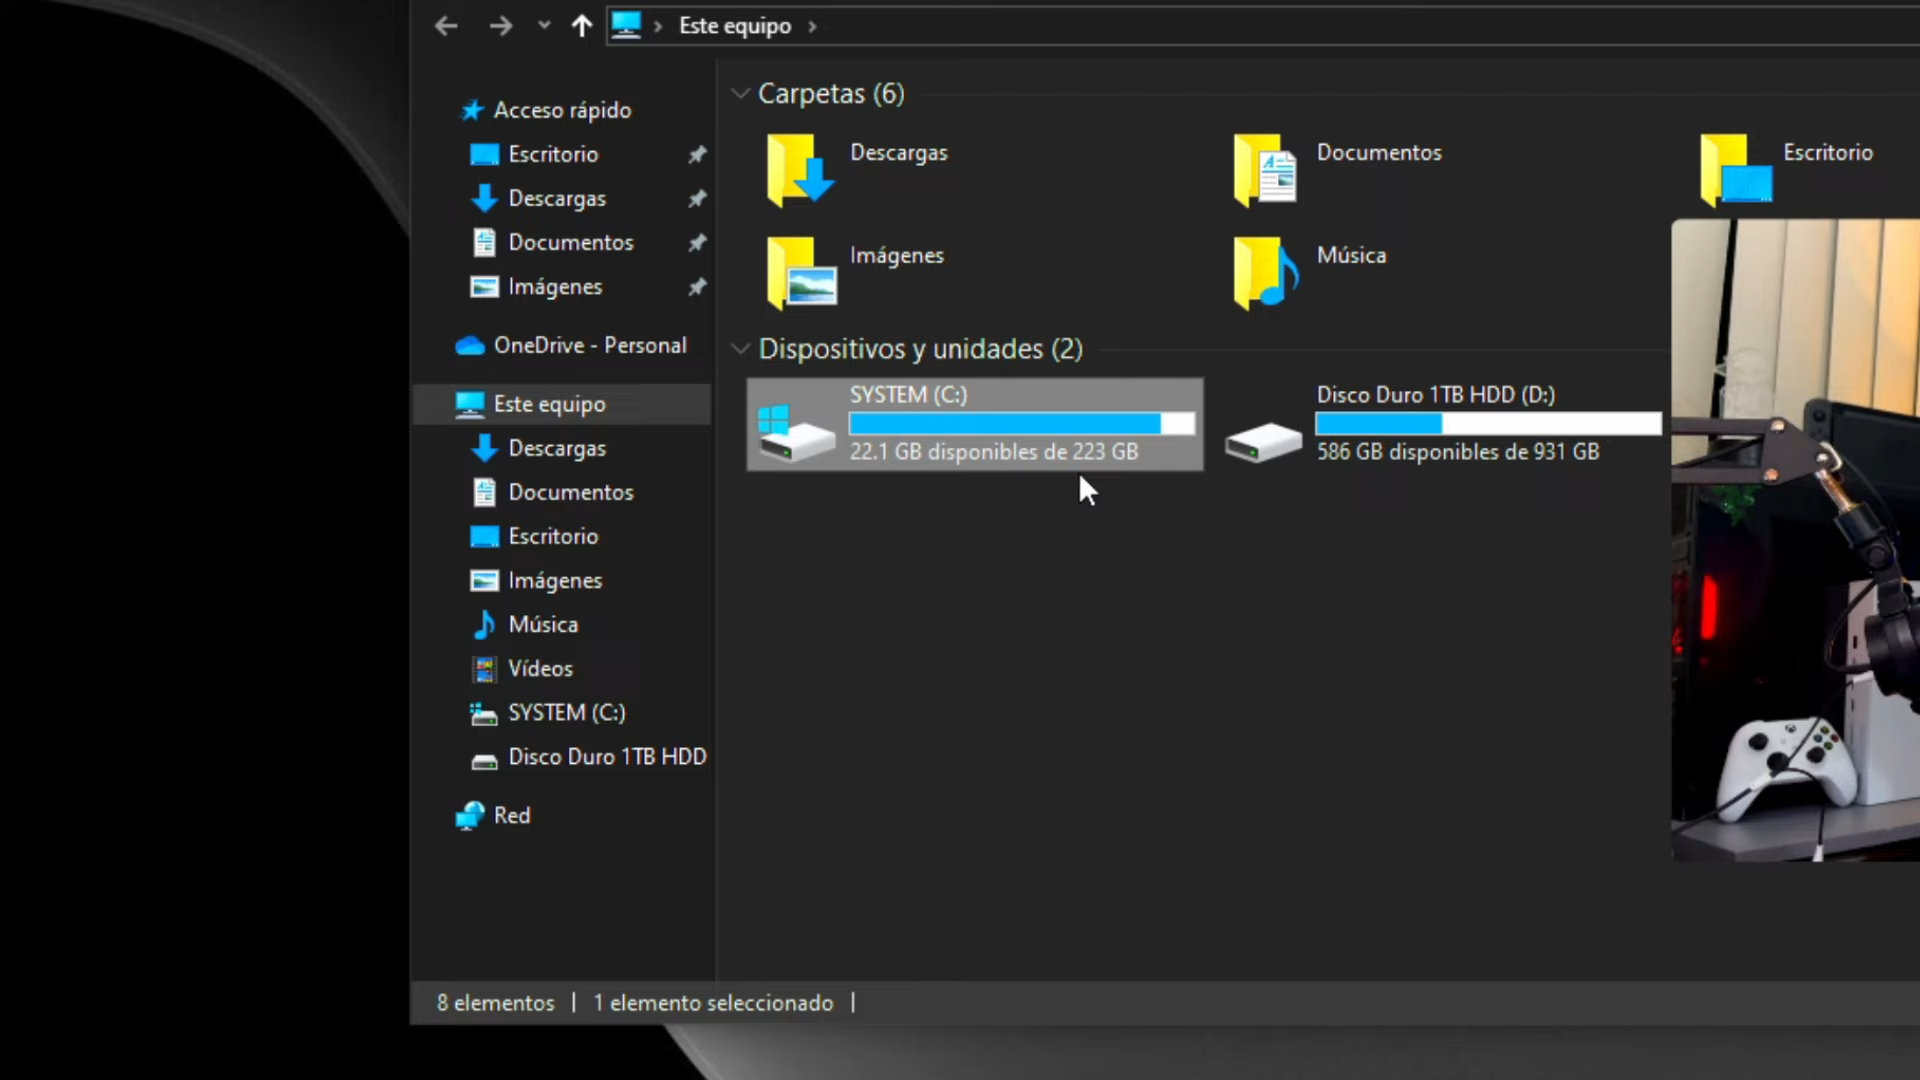 Este equipo
Acceso rápido
Escritorio
Descargas
Documentos
Imágenes
OneDrive - Personal
Este equipo
Descargas
Documentos
Escritorio
Imágenes
Música
Vídeos
SYSTEM (C:)
Disco Duro 1TB HDD
Red
Carpetas (6)
Descargas
Documentos
Escritorio
Imágenes
Música
Dispositivos y unidades (2)
SYSTEM (C:)
22.1 GB disponibles de 223 GB
Disco Duro 1TB HDD (D:)
586 GB disponibles de 931 GB
8 elementos
1 elemento seleccionado